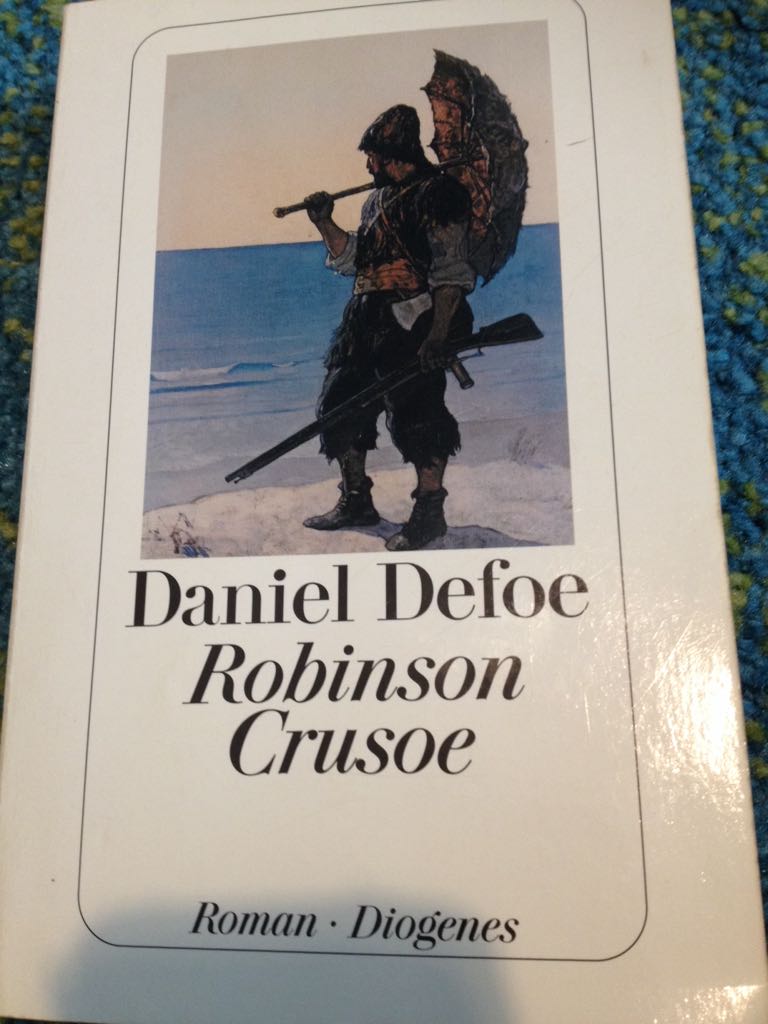 Daniel Defoe
Robinson
Crusoe
Roman · Diogenes